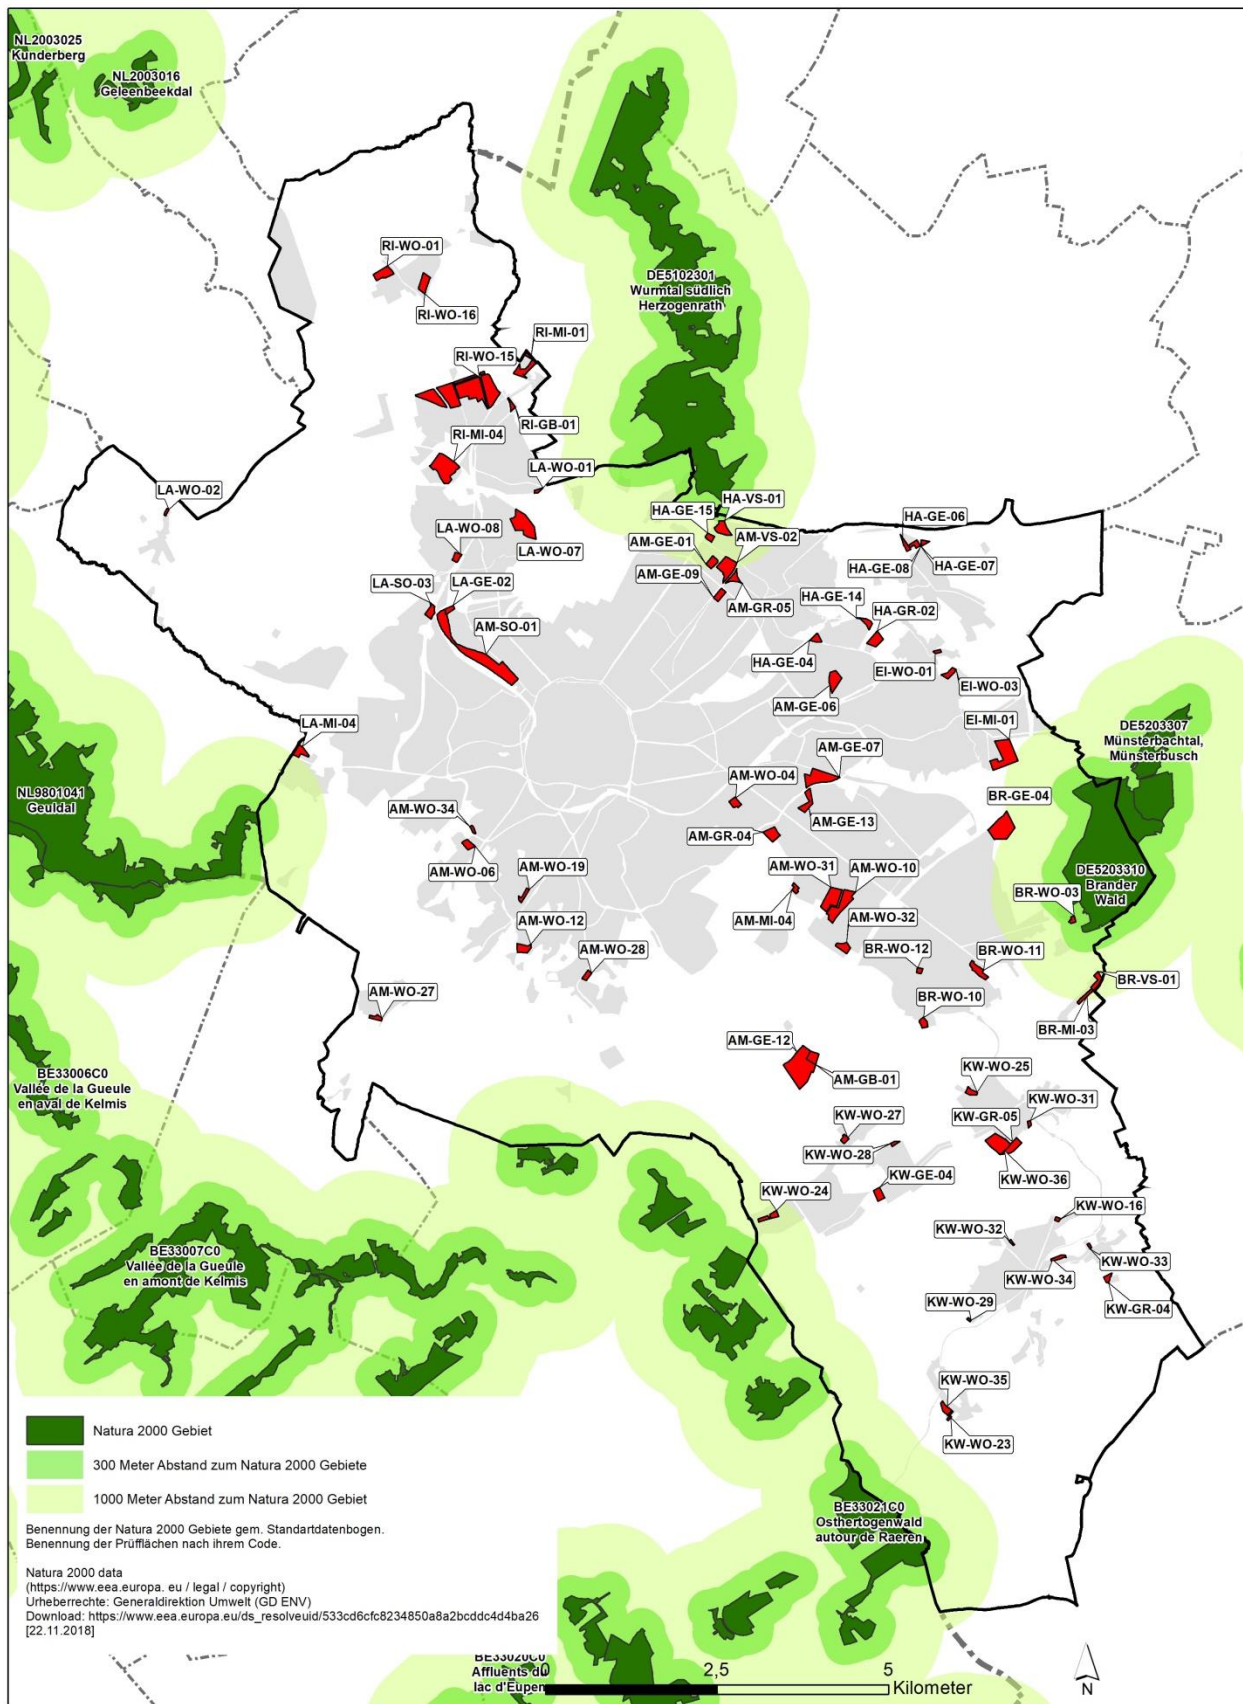 NL2003025
Kunderberg
NL2003016
Geleenbeekdal
RI-WO-01
DE5102301
Wurmtal südlich
Herzogenrath
RI-WO-16
RI-MI-01
RI-WO-15
RI-GB-01
RI-MI-04
LA-WO-01
LA-WO-02
HA-VS-01
HA-GE-15
HA-GE-06
LA-WO-08
LA-WO-07
AM-VS-02
AM-GE-01
HA-GE-08
HA-GE-07
AM-GE-09
LA-SO-03
LA-GE-02
AM-GR-05
HA-GE-14
HA-GR-02
AM-SO-01
HA-GE-04
EI-WO-01
EI-WO-03
AM-GE-06
EI-MI-01
DE5203307
Münsterbachtal,
Münsterbusch
LA-MI-04
AM-GE-07
AM-WO-04
NL9801041
Geuldal
BR-GE-04
AM-WO-34
AM-GE-13
AM-GR-04
AM-WO-06
AM-WO-31
AM-WO-10
DE5203310
Brander
Wald
AM-WO-19
BR-WO-03
AM-MI-04
AM-WO-32
AM-WO-12
AM-WO-28
BR-WO-12
BR-WO-11
BR-VS-01
AM-WO-27
BR-WO-10
BR-MI-03
AM-GE-12
BE33006C0
Vallée de la Gueule
en aval de Kelmis
AM-GB-01
KW-WO-25
KW-WO-31
KW-GR-05
KW-WO-27
KW-WO-28
KW-WO-36
KW-GE-04
KW-WO-24
KW-WO-16
KW-WO-32
BE33007C0
Vallée de la Gueule
en amont de Kelmis
KW-WO-33
KW-WO-34
KW-GR-04
KW-WO-29
KW-WO-35
KW-WO-23
Natura 2000 Gebiet
300 Meter Abstand zum Natura 2000 Gebiete
1000 Meter Abstand zum Natura 2000 Gebiet
BE33021C0
Osthertogenwald
autour de Raeren
Benennung der Natura 2000 Gebiete gem. Standartdatenbogen.
Benennung der Prüfflächen nach ihrem Code.
Natura 2000 data
(https://www.eea.europa. eu / legal / copyright)
Urheberrechte: Generaldirektion Umwelt (GD ENV)
Download: https://www.eea.europa.eu/ds_resolveuid/533cd6cfc8234850a8a2bcddc4d4ba26
[22.11.2018]
BE33020C0
Affluents du
lac d'Eupen
0 2,5 5
Kilometer
N